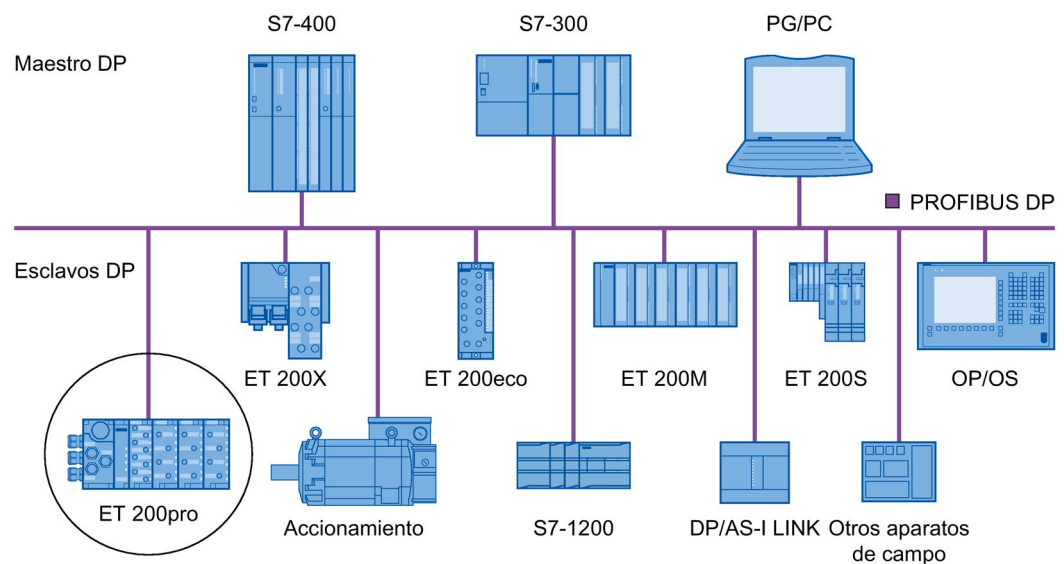 S7-400
S7-300
PG/PC
Maestro DP
PROFIBUS DP
Esclavos DP
ET 200X
ET 200eco
ET 200M
ET 200S
OP/OS
ET 200pro
Accionamiento
S7-1200
DP/AS-I LINK
Otros aparatos
de campo